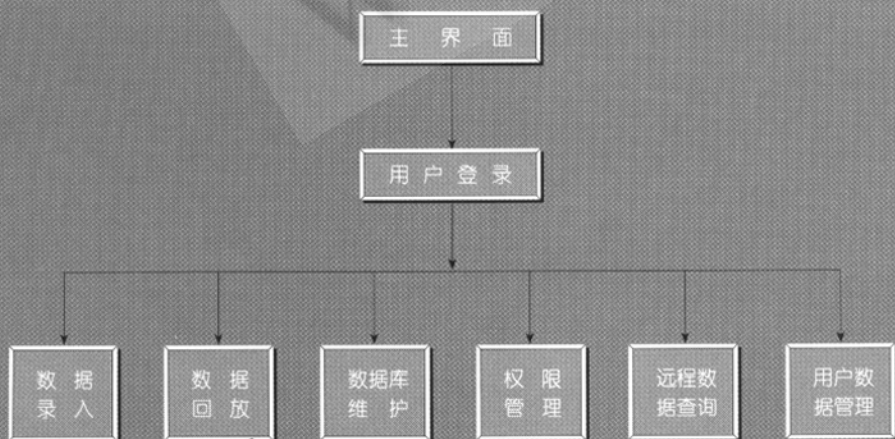 主界面
用户登录
数据
录入
数据
回放
数据库
维护
权限
管理
远程数
据查询
用户数
据管理